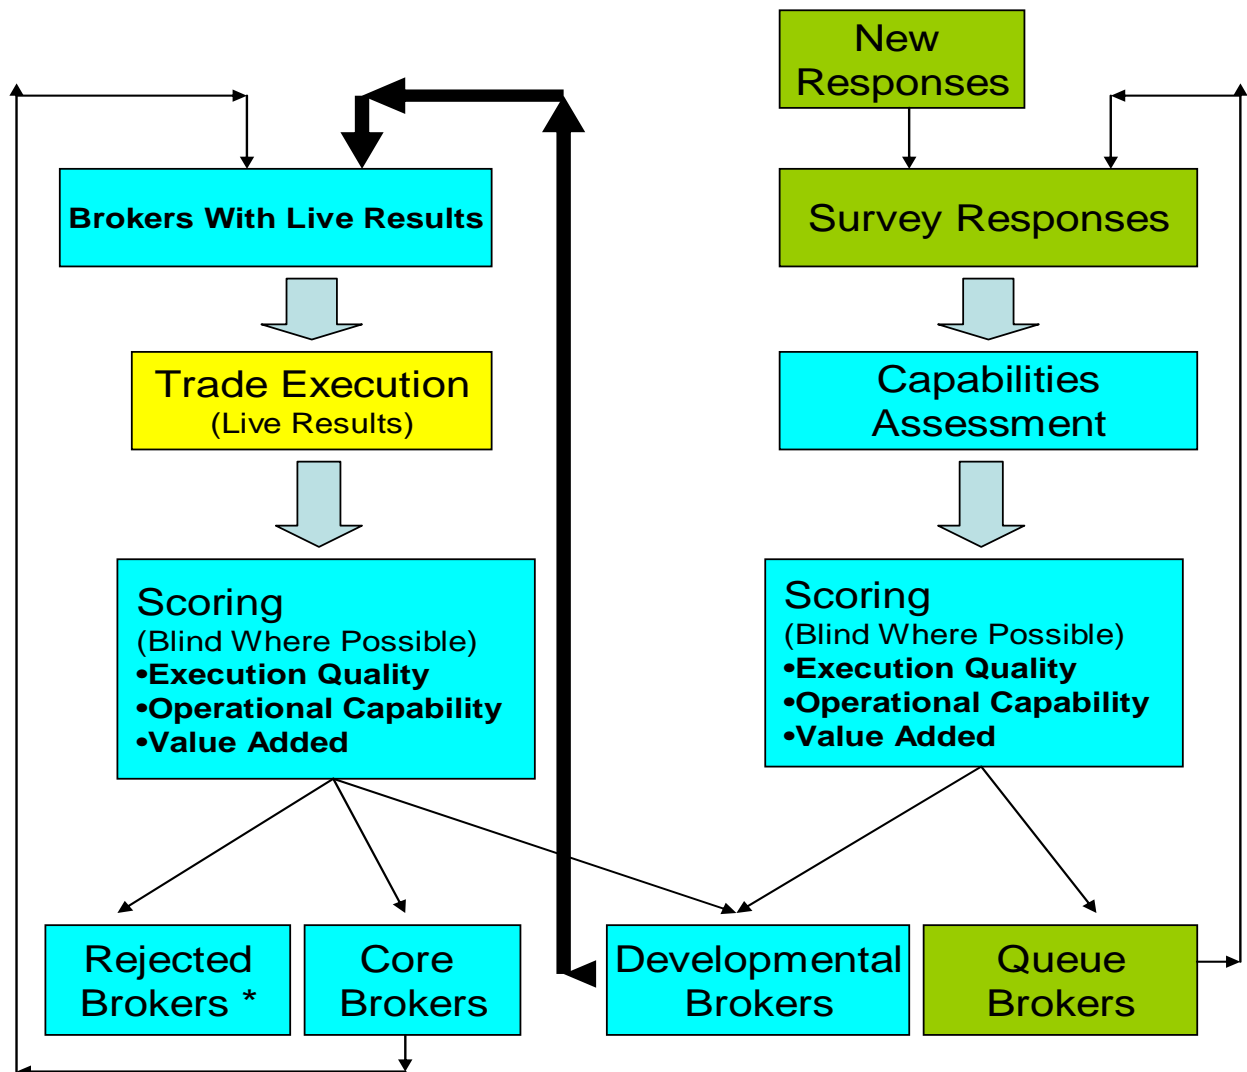 New
Responses
Brokers With Live Results
Survey Responses
Trade Execution
(Live Results)
Capabilities
Assessment
Scoring
(Blind Where Possible)
•Execution Quality
•Operational Capability
•Value Added
Scoring
(Blind Where Possible)
•Execution Quality
•Operational Capability
•Value Added
Rejected
Brokers *
Core
Brokers
Developmental
Brokers
Queue
Brokers